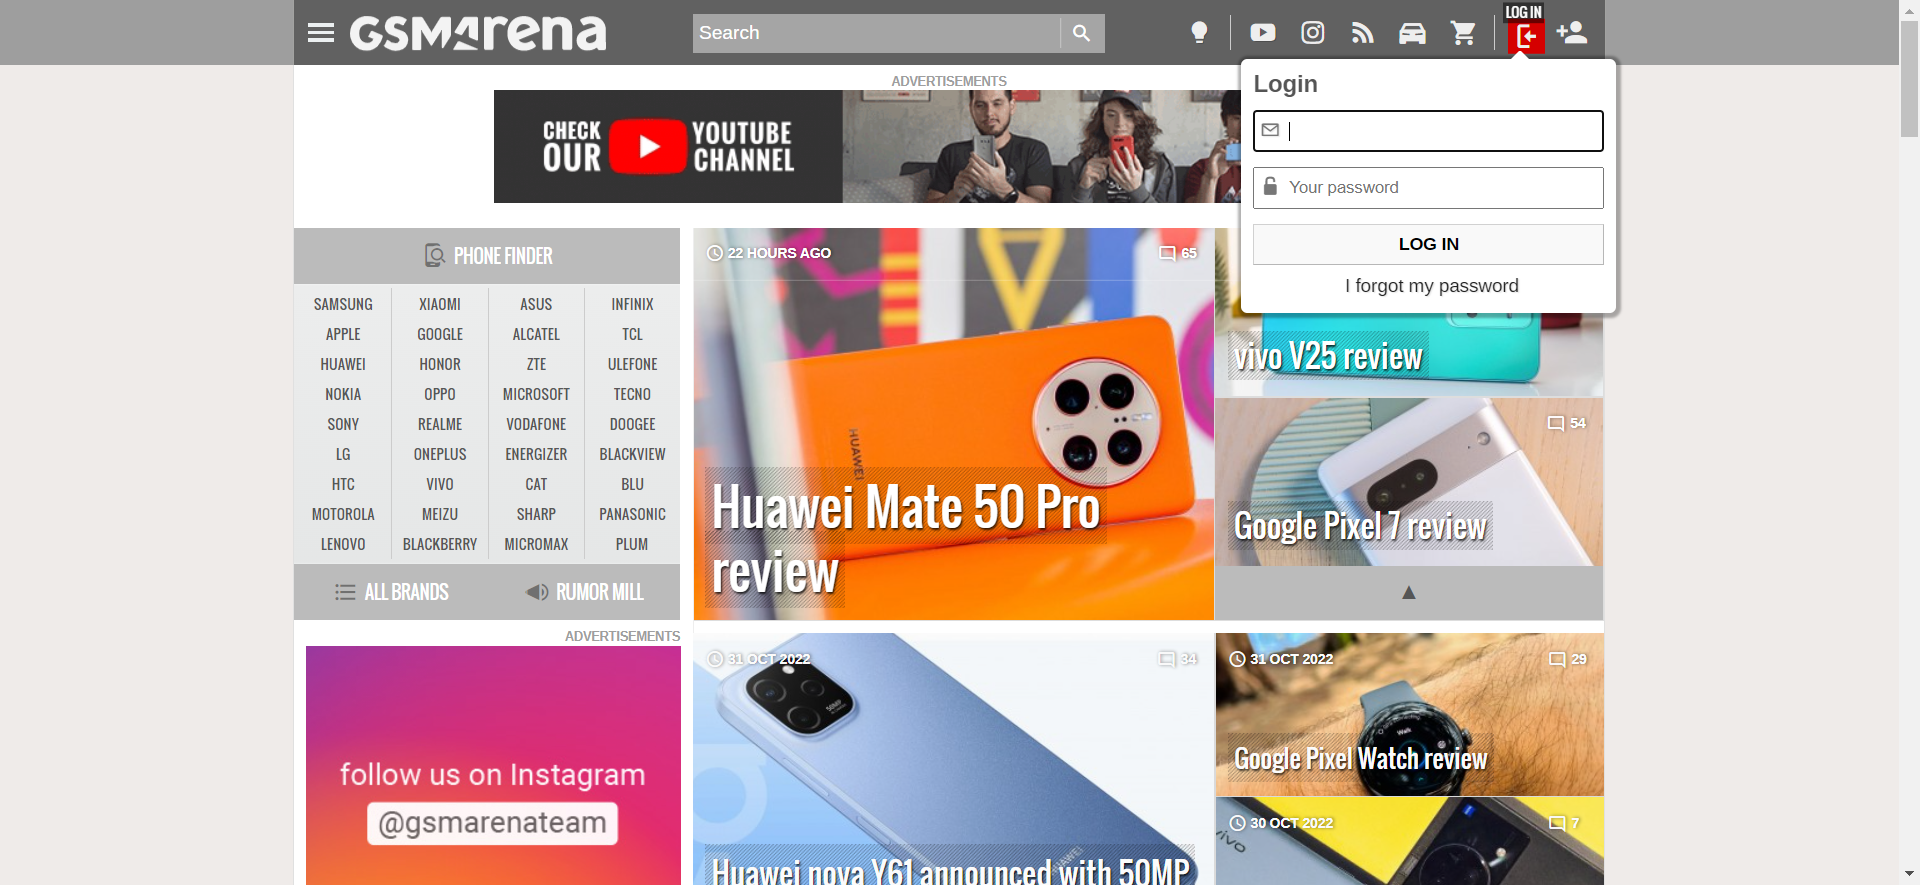 GSMArena
Search
LOG IN
Login
Your password
LOG IN
I forgot my password
ADVERTISEMENTS
CHECK OUR
YOUTUBE CHANNEL
PHONE FINDER
SAMSUNG XIAOMI ASUS INFINIX
APPLE GOOGLE ALCATEL TCL
HUAWEI HONOR ZTE ULEFONE
NOKIA OPPO MICROSOFT TECNO
SONY REALME VODAFONE DOOGEE
LG ONEPLUS ENERGIZER BLACKVIEW
HTC VIVO CAT BLU
MOTOROLA MEIZU SHARP PANASONIC
LENOVO BLACKBERRY MICROMAX PLUM
ALL BRANDS RUMOR MILL
ADVERTISEMENTS
follow us on Instagram
@gsmarenateam
22 HOURS AGO 65
HUAWEI
Huawei Mate 50 Pro
review
vivo V25 review
54
Google Pixel 7 review
31 OCT 2022 34
50MP
HUAWEI
Huawei nova Y61 announced with 50MP
31 OCT 2022 29
Walk
Google Pixel Watch review
30 OCT 2022 7
vivo